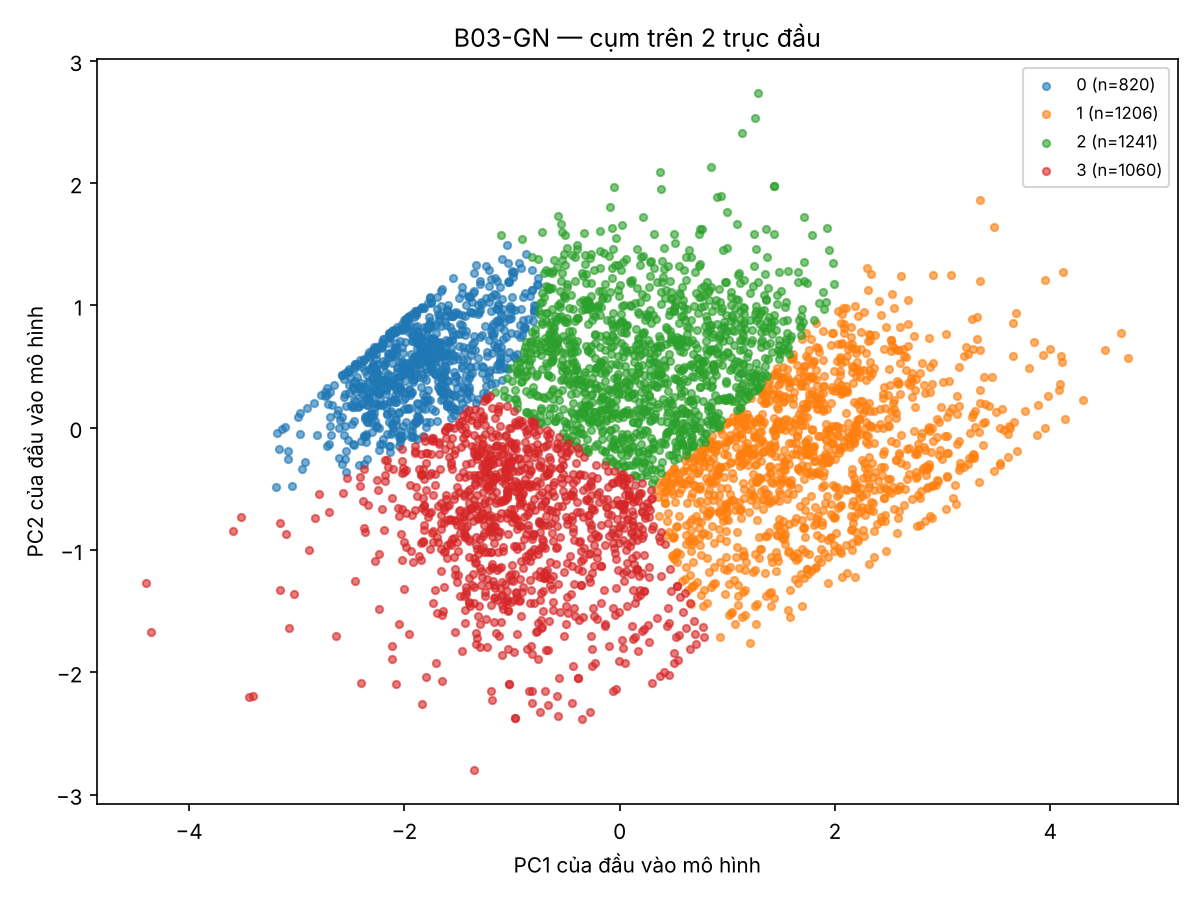 B03-GN — cụm trên 2 trục đầu
0 (n=820)
1 (n=1206)
2 (n=1241)
3 (n=1060)
PC2 của đầu vào mô hình
3
2
1
0
−1
−2
−3
−4
−2
0
2
4
PC1 của đầu vào mô hình